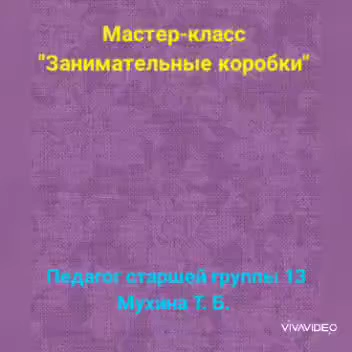 Мастер-класс
"Занимательные коробки"
Педагог старшей группы 13
Мухина Т. Б.
VIVAVIDEO